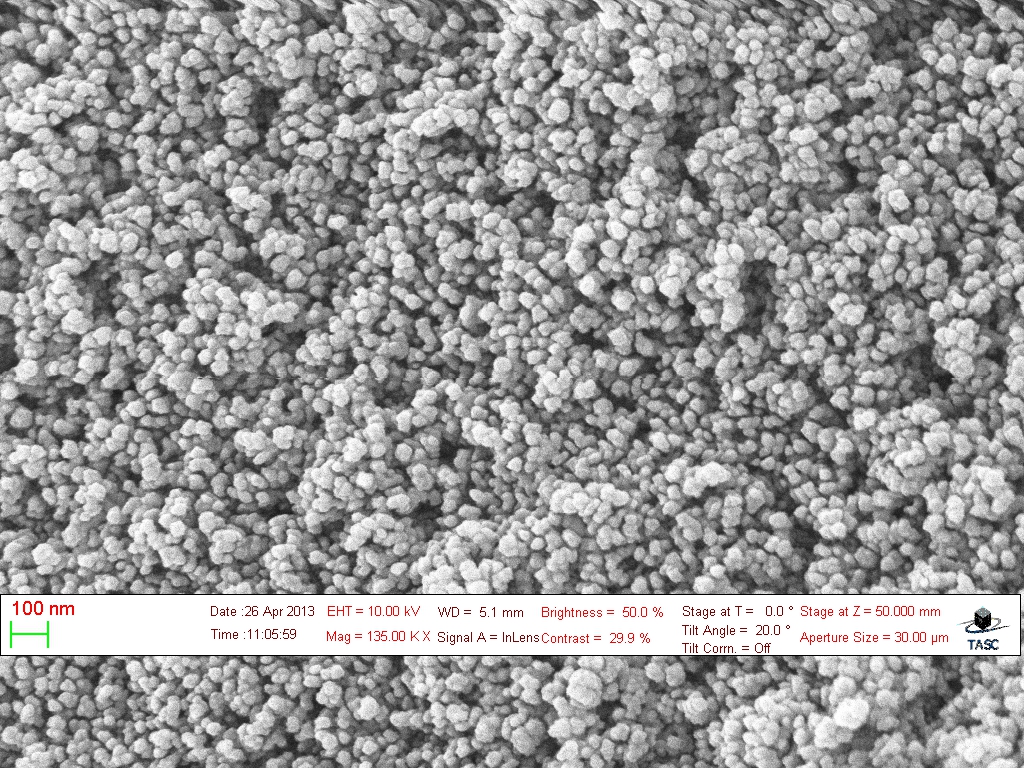 100 nm
Date :26 Apr 2013 EHT = 10.00 kV WD = 5.1 mm Brightness = 50.0 % Stage at T = 0.0 ° Stage at Z = 50.000 mm
Time :11:05:59 Mag = 135.00 K X Signal A = InLens Contrast = 29.9 % Tilt Angle = 20.0 ° Aperture Size = 30.00 µm
Tilt Corrn. = Off
TASC